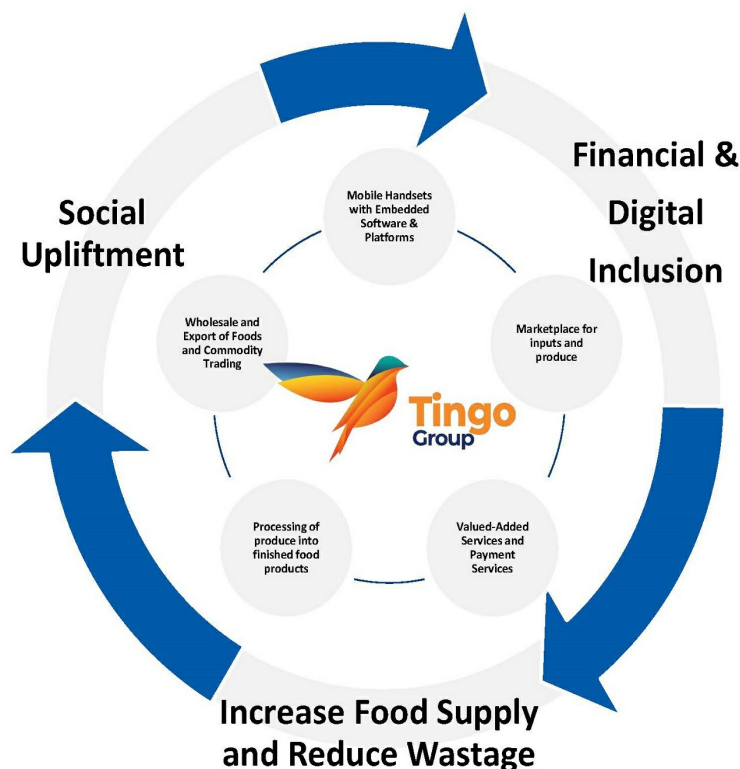 Financial &
Digital
Inclusion
Social
Upliftment
Mobile Handsets
with Embedded
Software &
Platforms
Marketplace for
inputs and
produce
Valued-Added
Services and
Payment
Services
Processing of
produce into
finished food
products
Wholesale and
Export of Foods
and Commodity
Trading
Tingo
Group
Increase Food Supply
and Reduce Wastage